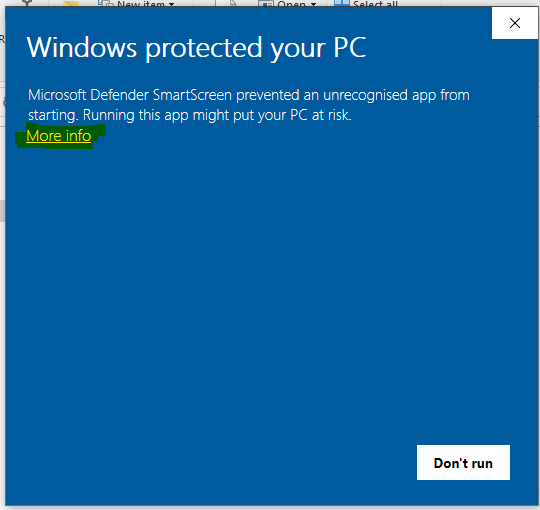 New item Open Select all
Windows protected your PC
Microsoft Defender SmartScreen prevented an unrecognised app from
starting. Running this app might put your PC at risk.
More info
Don't run